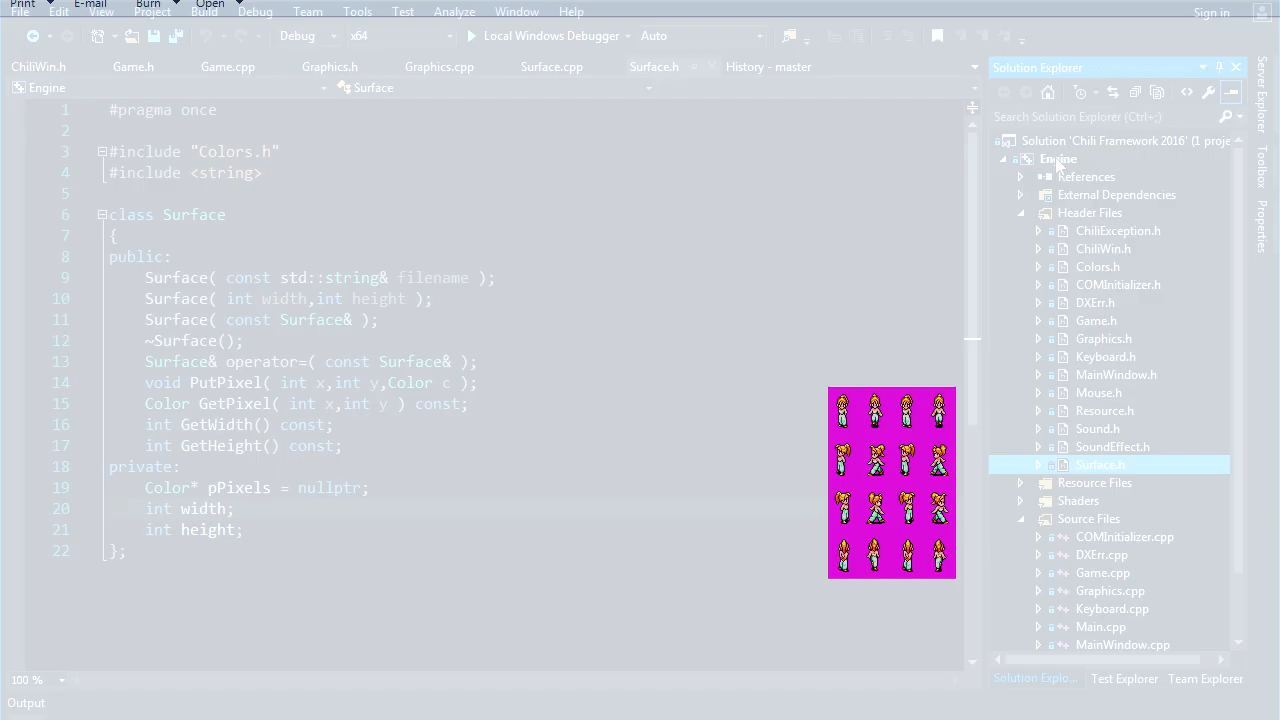 Print E-mail Burn Open
File Edit View Project Build Debug Team Tools Test Analyze Window Help Sign in
Debug x64 Local Windows Debugger Auto
ChiliWin.h Game.h Game.cpp Graphics.h Graphics.cpp Surface.cpp Surface.h History - master
Engine Surface
1 #pragma once
2
3 #include "Colors.h"
4 #include <string>
5
6 class Surface
7 {
8 public:
9 Surface( const std::string& filename );
10 Surface( int width,int height );
11 Surface( const Surface& );
12 ~Surface();
13 Surface& operator=( const Surface& );
14 void PutPixel( int x,int y,Color c );
15 Color GetPixel( int x,int y ) const;
16 int GetWidth() const;
17 int GetHeight() const;
18 private:
19 Color* pPixels = nullptr;
20 int width;
21 int height;
22 };
100 %
Output
Solution Explorer
Search Solution Explorer (Ctrl+;)
Solution 'Chili Framework 2016' (1 proje
Engine
References
External Dependencies
Header Files
ChiliException.h
ChiliWin.h
Colors.h
COMInitializer.h
DXErr.h
Game.h
Graphics.h
Keyboard.h
MainWindow.h
Mouse.h
Resource.h
Sound.h
SoundEffect.h
Surface.h
Resource Files
Shaders
Source Files
COMInitializer.cpp
DXErr.cpp
Game.cpp
Graphics.cpp
Keyboard.cpp
Main.cpp
MainWindow.cpp
Solution Explo... Test Explorer Team Explorer
Server Explorer
Toolbox
Properties